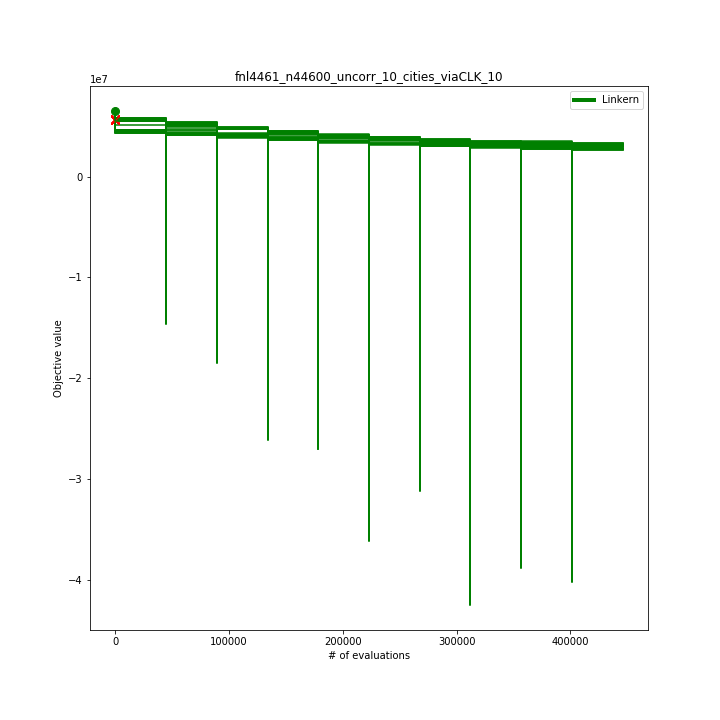 fnl4461_n44600_uncorr_10_cities_viaCLK_10
1e7
Linkern
0
−1
−2
−3
−4
Objective value
0 100000 200000 300000 400000
# of evaluations